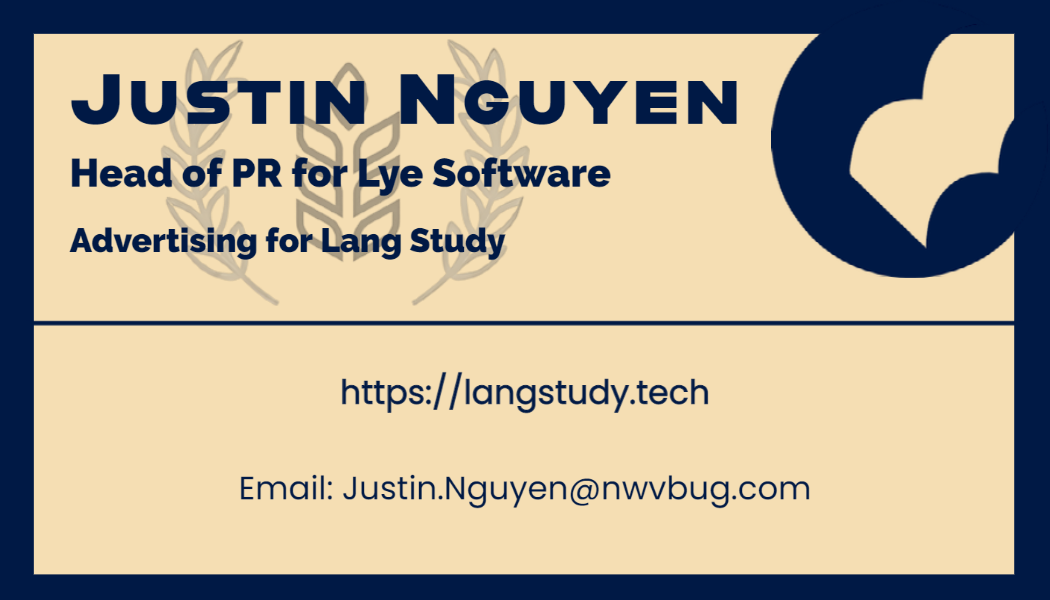 Justin Nguyen
Head of PR for Lye Software
Advertising for Lang Study
https://langstudy.tech
Email: Justin.Nguyen@nwvbug.com